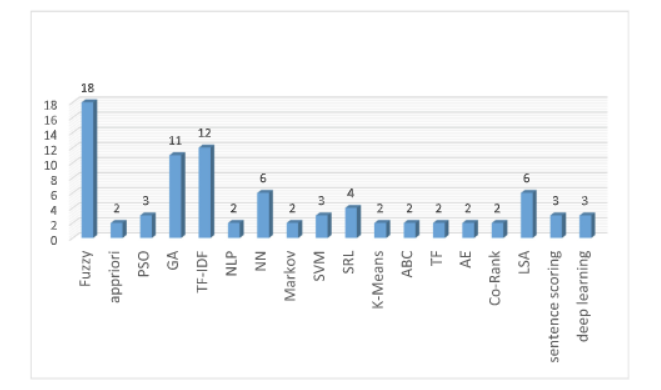 18
11
12
2
3
2
6
2
3
4
2
2
2
2
2
6
3
3
18
16
14
12
10
8
6
4
2
0
Fuzzy
appriori
PSO
GA
TF-IDF
NLP
NN
Markov
SVM
SRL
K-Means
ABC
TF
AE
Co-Rank
LSA
sentence scoring
deep learning